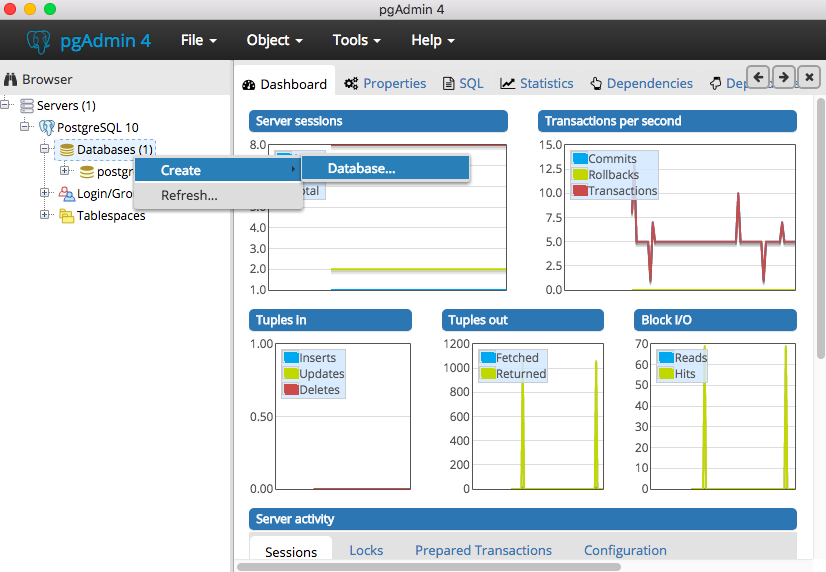 pgAdmin 4
pgAdmin 4 File Object Tools Help
Browser
Dashboard Properties SQL Statistics Dependencies
Servers (1)
PostgreSQL 10
Databases (1)
Login/Gro
Tablespaces
Create
Refresh...
Database...
Server sessions
8.0
4.0
3.0
2.0
1.0
Transactions per second
15.0
12.5
10.0
7.5
5.0
2.5
0.0
Commits
Rollbacks
Transactions
Tuples in
1.00
0.50
0.00
Inserts
Updates
Deletes
Tuples out
1200
1000
800
600
400
200
0
Fetched
Returned
Block I/O
70
60
50
40
30
20
10
0
Reads
Hits
Server activity
Sessions Locks Prepared Transactions Configuration